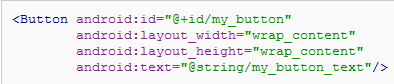 <Button android:id="@+id/my_button"
android:layout_width="wrap_content"
android:layout_height="wrap_content"
android:text="@string/my_button_text"/>